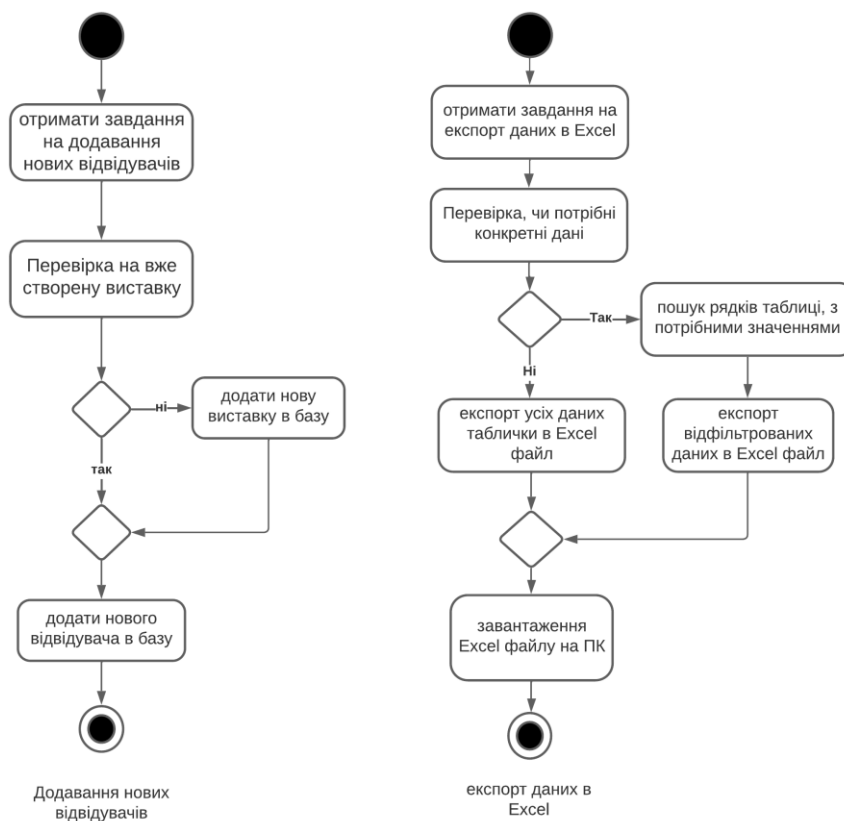 отримати завдання
на додавання
нових відвідувачів
Перевірка на вже
створену виставку
ні
додати нову
виставку в базу
так
додати нового
відвідувача в базу
Додавання нових
відвідувачів
отримати завдання на
експорт даних в Excel
Перевірка, чи потрібні
конкретні дані
Так
пошук рядків таблиці, з
потрібними значеннями
Ні
експорт усіх даних
таблички в Excel
файл
експорт
відфільтрованих
даних в Excel файл
завантаження
Excel файлу на ПК
експорт даних в
Excel